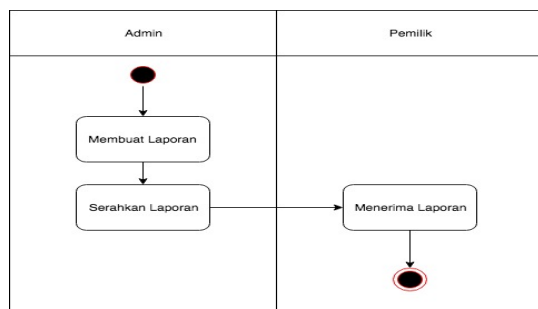 Admin
Pemilik
Membuat Laporan
Serahkan Laporan
Menerima Laporan